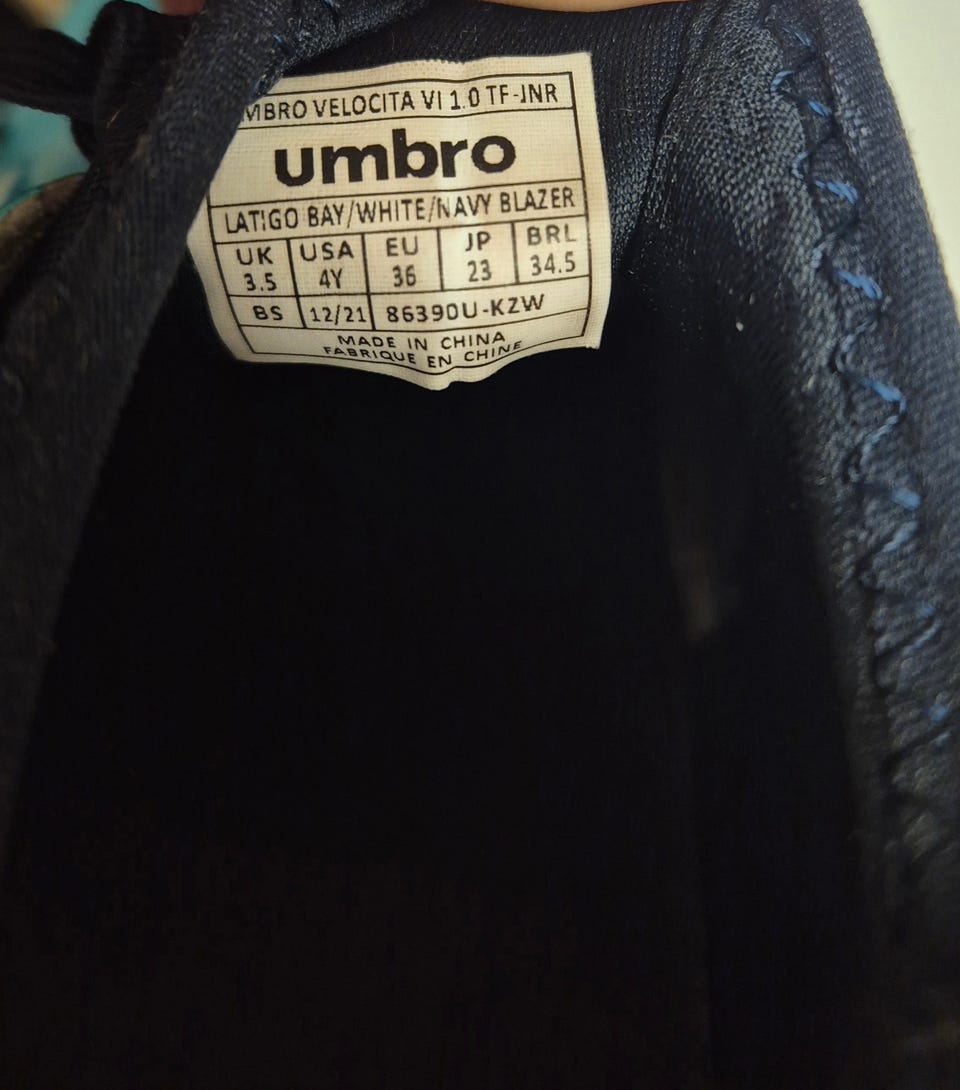 MBRO VELOCITA VI 1.0 TF-JNR
umbro
LATIGO BAY/WHITE/NAVY BLAZER
UK USA EU JP BRL
3.5 4Y 36 23 34.5
BS 12/21 86390U-KZW
MADE IN CHINA
FABRIQUE EN CHINE